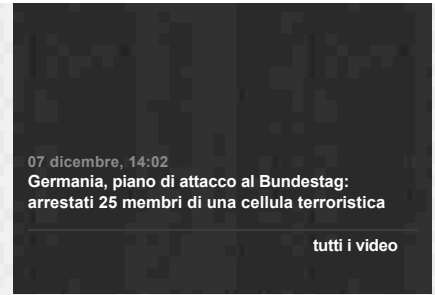 07 dicembre, 14:02
Germania, piano di attacco al Bundestag:
arrestati 25 membri di una cellula terroristica
tutti i video